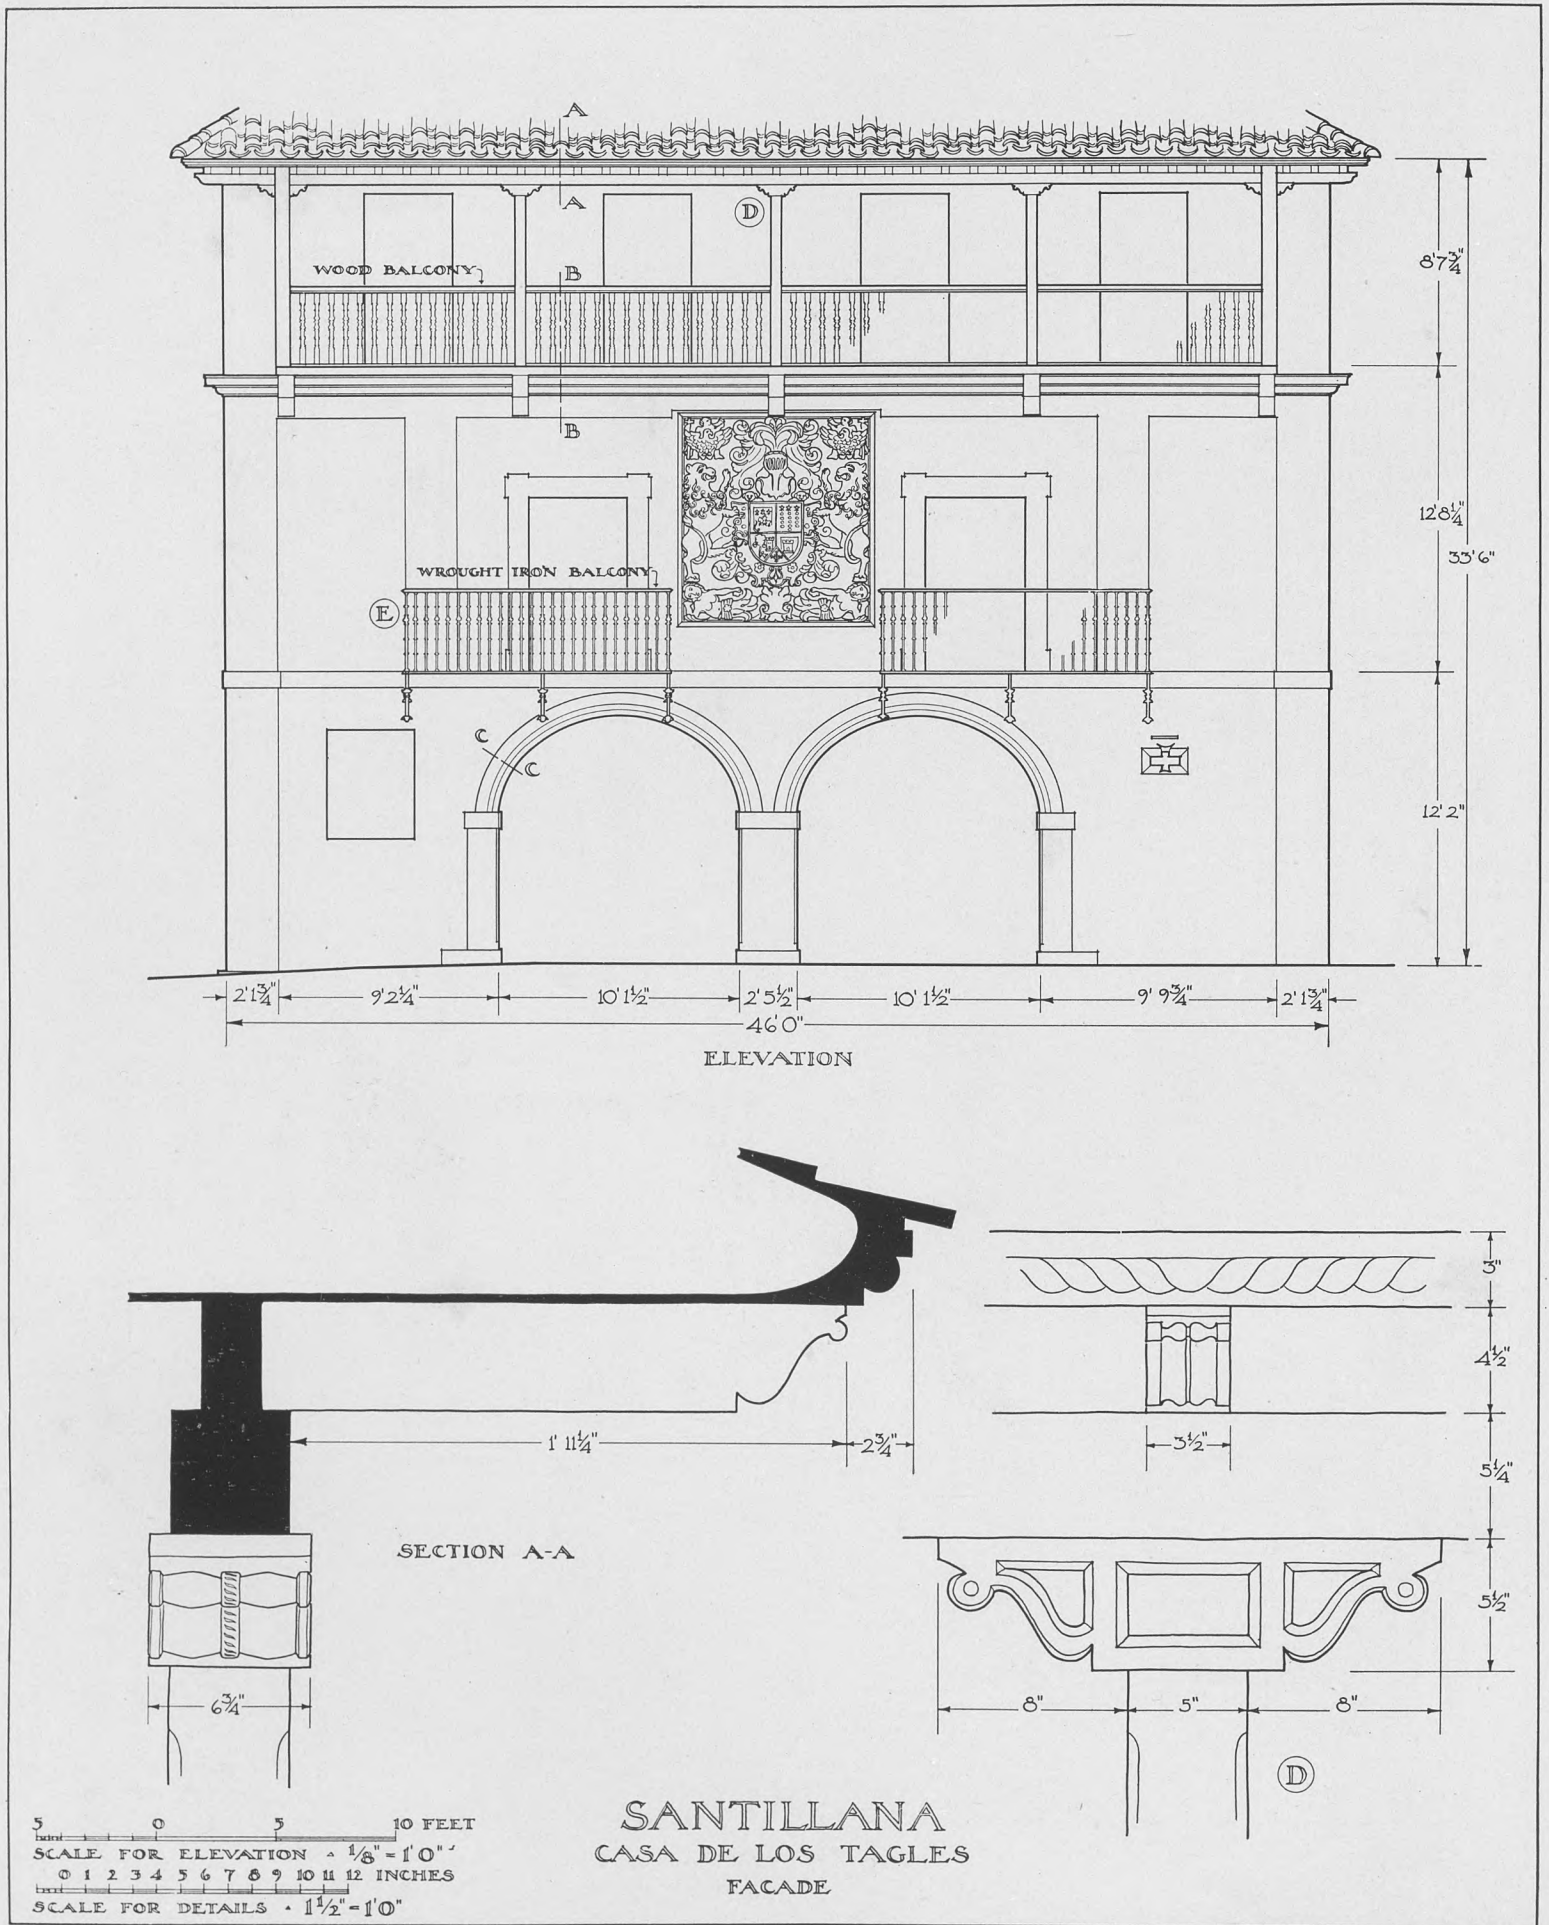 A
A
D
WOOD BALCONY
B
8'7¾"
B
12'8¼"
33'6"
WROUGHT IRON BALCONY
E
C
C
12'2"
2'1¾" 9'2¼" 10'1½" 2'5½" 10'1½" 9'9¾" 2'1¾"
46'0"
ELEVATION
3"
4½"
1'11¼" 2¾" 3½"
5¼"
SECTION A-A
5½"
6¾" 8" 5" 8"
D
SANTILLANA
CASA DE LOS TAGLES
FACADE
5 0 5 10 FEET
SCALE FOR ELEVATION - ⅛"=1'0"
0 1 2 3 4 5 6 7 8 9 10 11 12 INCHES
SCALE FOR DETAILS - 1½"=1'0"